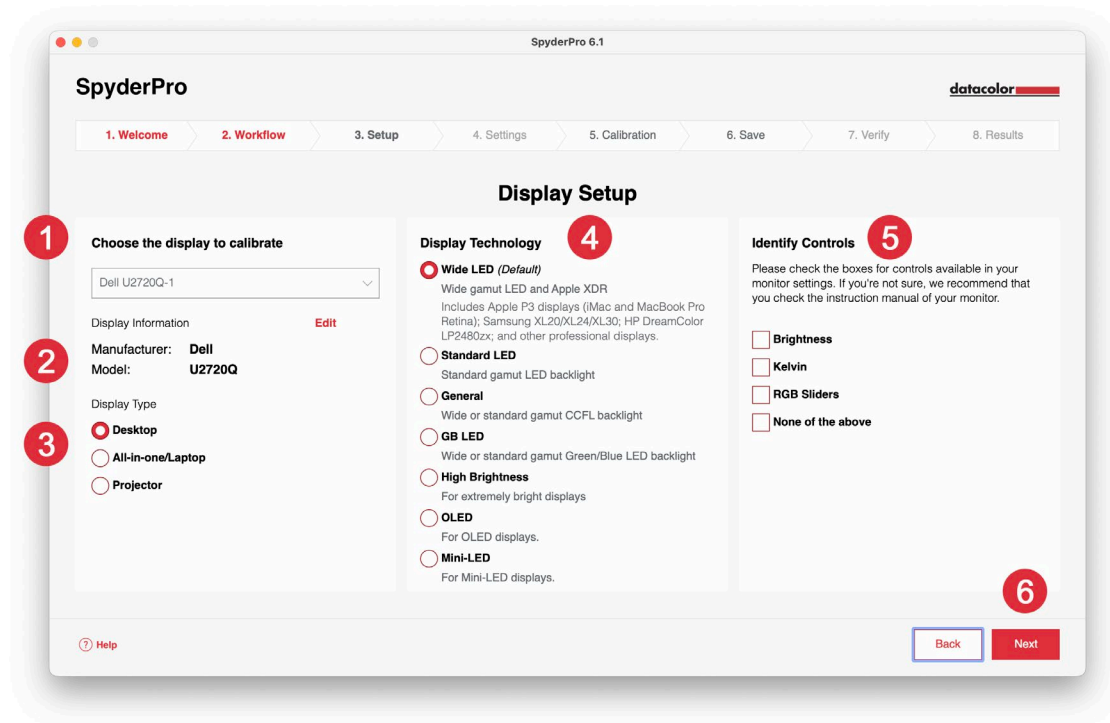 SpyderPro 6.1
SpyderPro
datacolor
1. Welcome
2. Workflow
3. Setup
4. Settings
5. Calibration
6. Save
7. Verify
8. Results
Display Setup
1
Choose the display to calibrate
Dell U2720Q-1
Display Information
Edit
2
Manufacturer: Dell
Model: U2720Q
Display Type
3
Desktop
All-in-one/Laptop
Projector
Display Technology
4
Wide LED (Default)
Wide gamut LED and Apple XDR
Includes Apple P3 displays (iMac and MacBook Pro
Retina); Samsung XL20/XL24/XL30; HP DreamColor
LP2480zx; and other professional displays.
Standard LED
Standard gamut LED backlight
General
Wide or standard gamut CCFL backlight
GB LED
Wide or standard gamut Green/Blue LED backlight
High Brightness
For extremely bright displays
OLED
For OLED displays.
Mini-LED
For Mini-LED displays.
Identify Controls
5
Please check the boxes for controls available in your
monitor settings. If you're not sure, we recommend that
you check the instruction manual of your monitor.
Brightness
Kelvin
RGB Sliders
None of the above
6
? Help
Back
Next